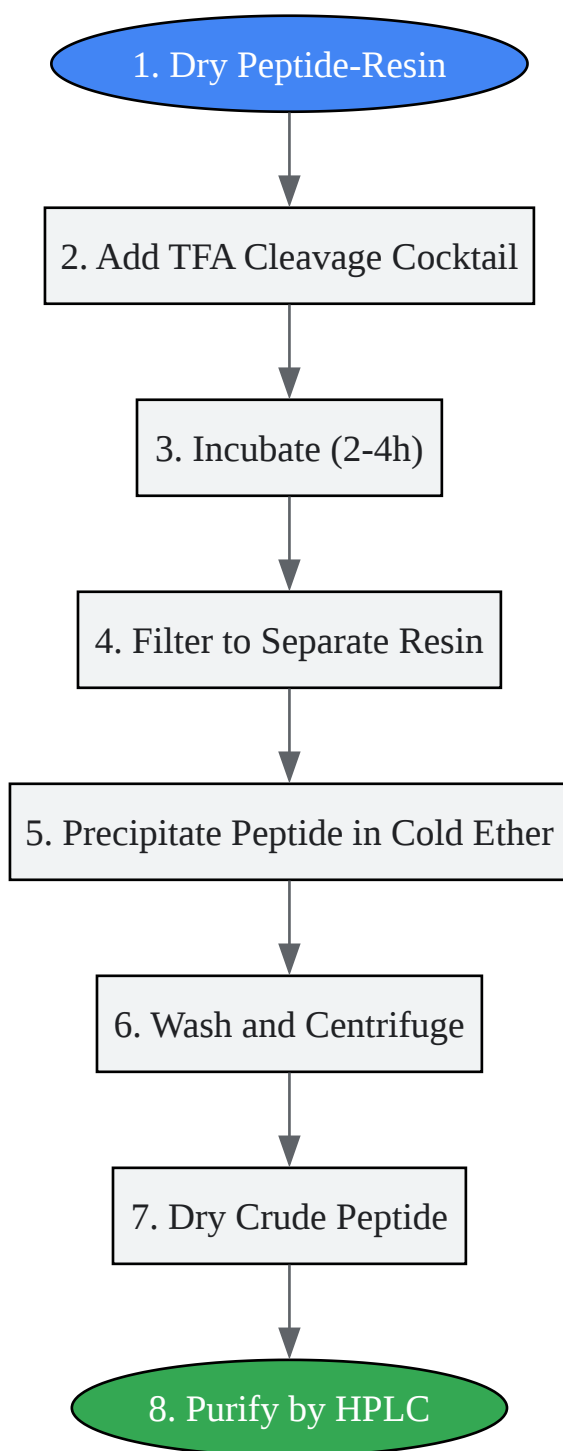 1. Dry Peptide-Resin
2. Add TFA Cleavage Cocktail
3. Incubate (2-4h)
4. Filter to Separate Resin
5. Precipitate Peptide in Cold Ether
6. Wash and Centrifuge
7. Dry Crude Peptide
8. Purify by HPLC